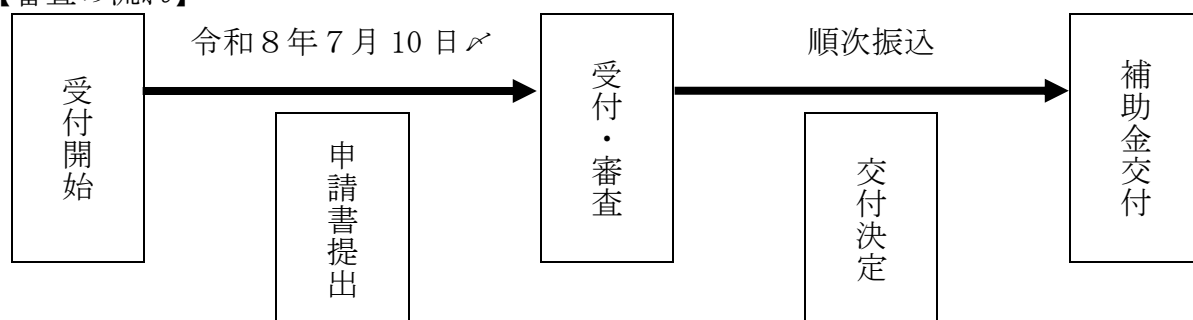 【審査の流れ】
令和８年７月 10 日〆
順次振込
受付開始
申請書提出
受付・審査
交付決定
補助金交付